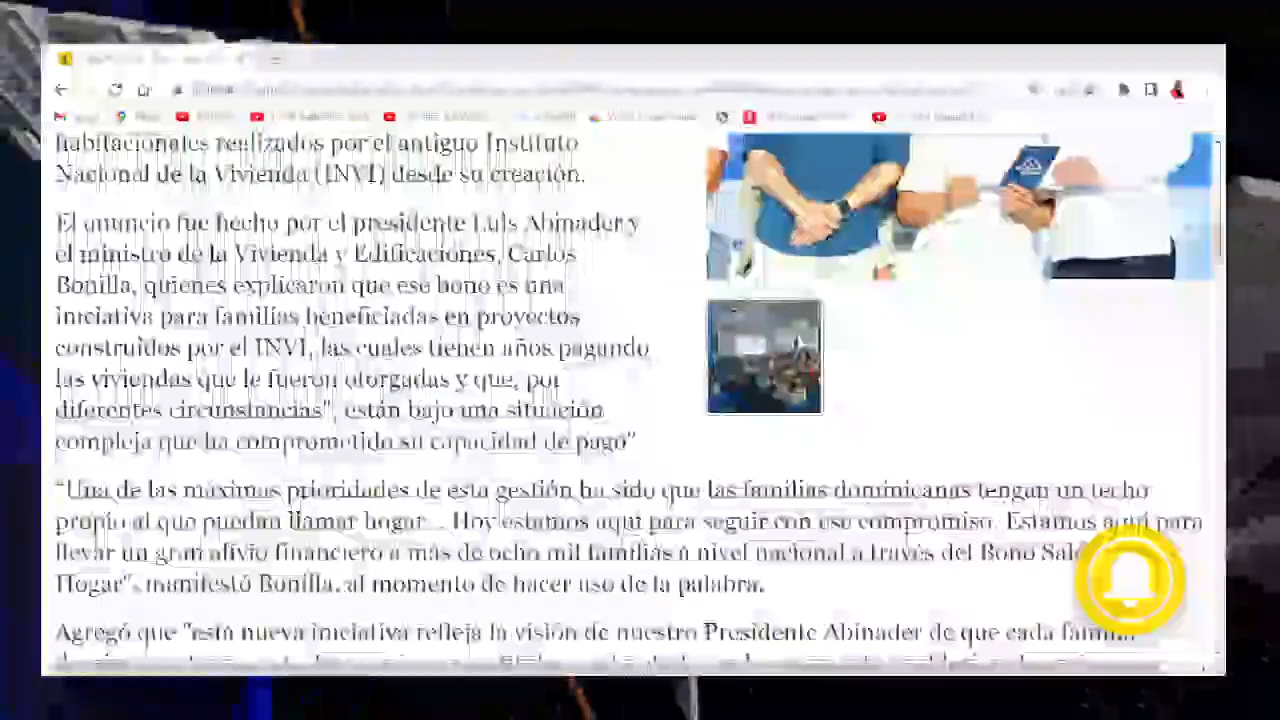 habitacionales realizados por el antiguo Instituto
Nacional de la Vivienda (INVI) desde su creación.
El anuncio fue hecho por el presidente Luis Abinader y
el ministro de la Vivienda y Edificaciones, Carlos
Bonilla, quienes explicaron que ese bono es una
iniciativa para familias beneficiadas en proyectos
construidos por el INVI, las cuales tienen años pagando
las viviendas que le fueron otorgadas y que, por
diferentes circunstancias", están bajo una situación
compleja que ha comprometido su capacidad de pago"
"Una de las máximas prioridades de esta gestión ha sido que las familias dominicanas tengan un techo
propio al que puedan llamar hogar... Hoy estamos aquí para seguir con ese compromiso. Estamos aquí para
llevar un gran alivio financiero a más de ocho mil familias a nivel nacional a través del Bono
Hogar", manifestó Bonilla, al momento de hacer uso de la palabra.
Agregó que "esta nueva iniciativa refleja la visión de nuestro Presidente Abinader de que cada familia